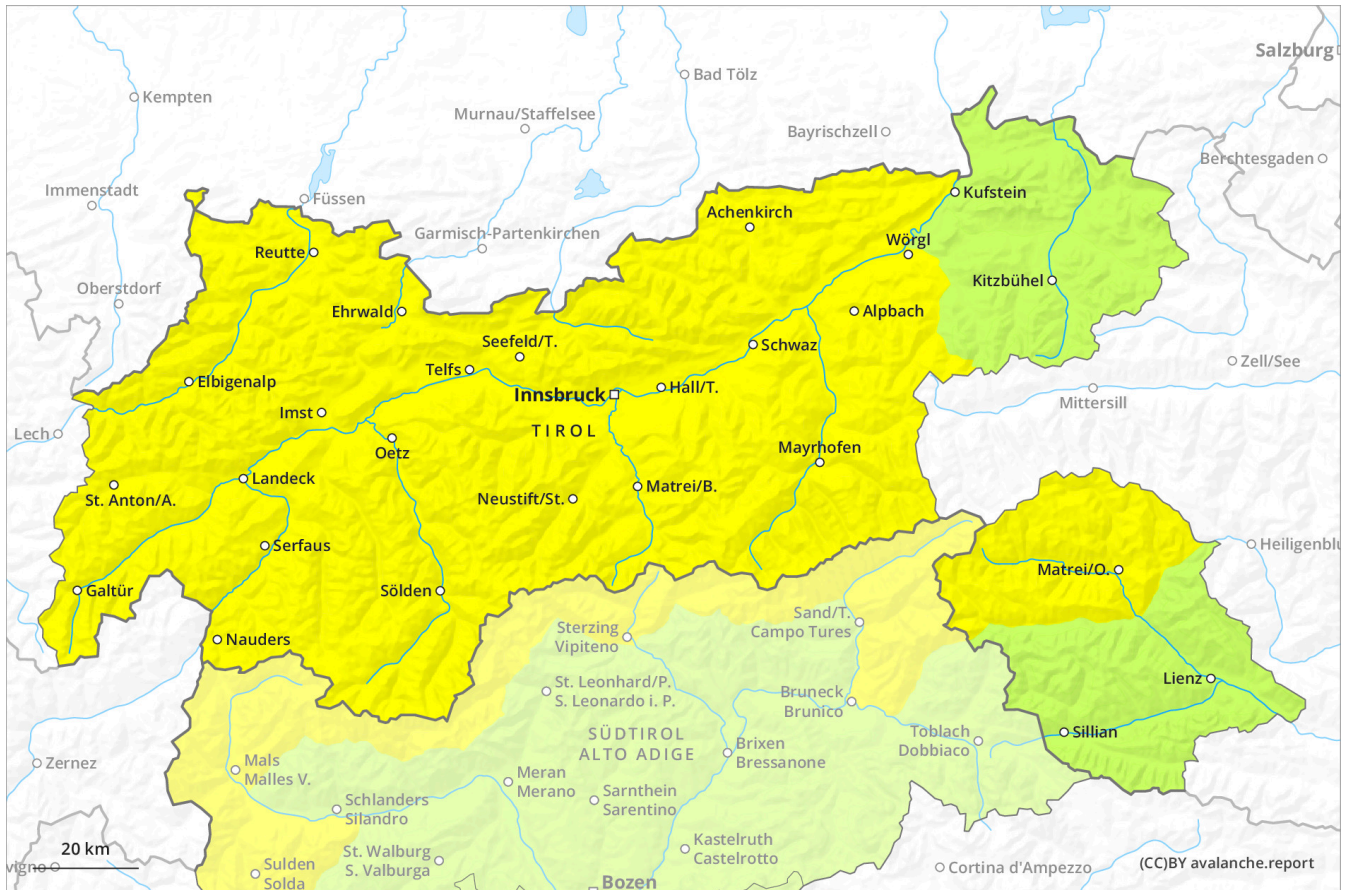 Salzburg
Bad Tölz
Kempten
Murnau/Staffelsee
Bayrischzell
Berchtesgaden
Immenstadt
Füssen
Kufstein
Achenkirch
Garmisch-Partenkirchen
Wörgl
Reutte
Oberstdorf
Kitzbühel
Ehrwald
Alpbach
Seefeld/T.
Schwaz
Zell/See
Telfs
Elbigenalp
Hall/T.
Innsbruck
Mittersill
Imst
TIROL
Lech
Oetz
Mayrhofen
Landeck
Matrei/B.
St. Anton/A.
Neustift/St.
Serfaus
Heiligenblu
Matrei/O.
Galtür
Sölden
Sand/T.
Campo Tures
Sterzing
Vipiteno
Nauders
Lienz
St. Leonhard/P.
S. Leonardo i. P.
Bruneck
Brunico
SÜDTIROL
ALTO ADIGE
Toblach
Dobbiaco
Sillian
Brixen
Bressanone
Zernez
Mals
Malles V.
Meran
Merano
Sarnthein
Sarentino
Schlanders
Silandro
Kastelruth
Castelrotto
20 km
St. Walburg
S. Valburga
vigno
Sulden
Solda
Cortina d'Ampezzo
(CC)BY avalanche.report
Bozen